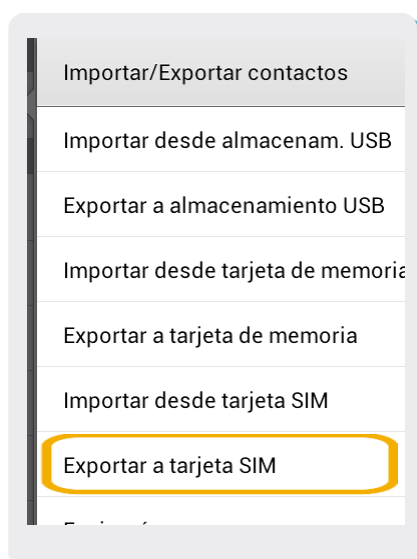 Importar/Exportar contactos
Importar desde almacenam. USB
Exportar a almacenamiento USB
Importar desde tarjeta de memoria
Exportar a tarjeta de memoria
Importar desde tarjeta SIM
Exportar a tarjeta SIM